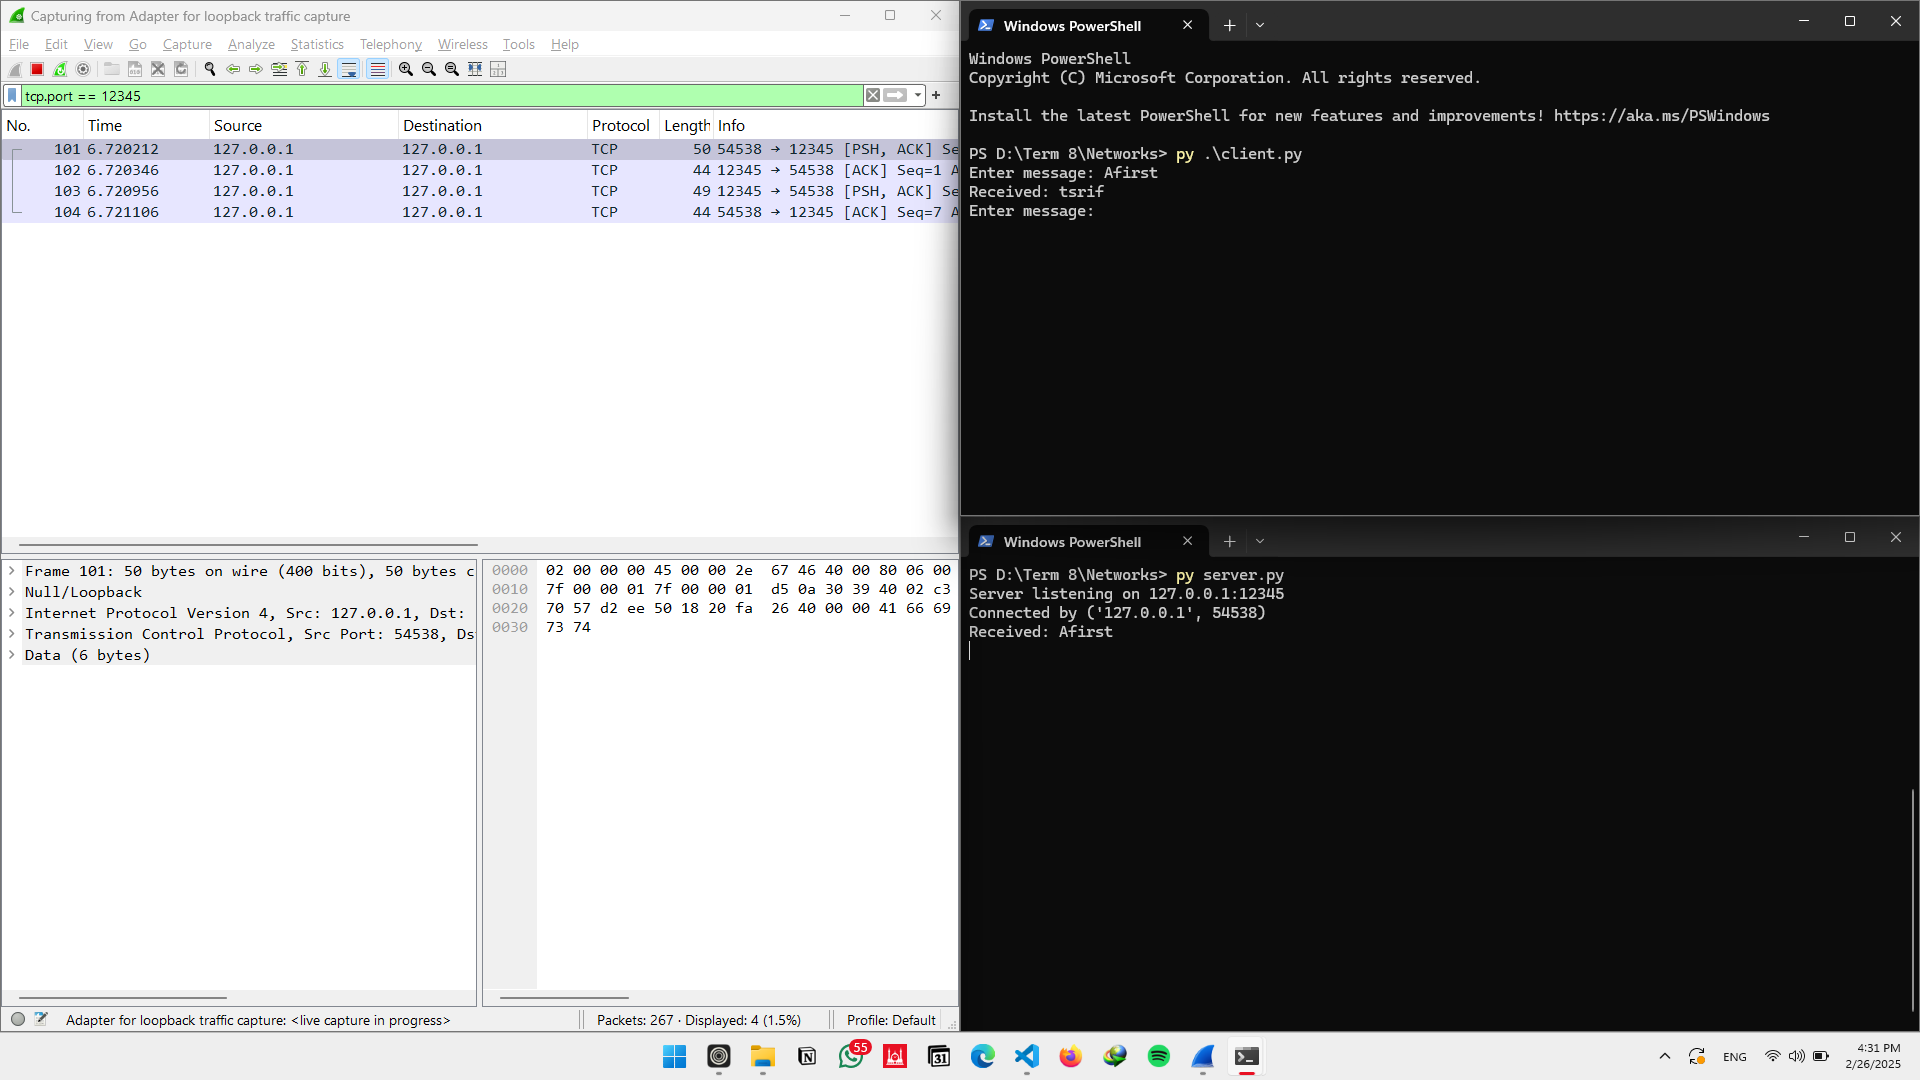 Capturing from Adapter for loopback traffic capture
File Edit View Go Capture Analyze Statistics Telephony Wireless Tools Help
tcp.port == 12345
No. Time Source Destination Protocol Length Info
101 6.720212 127.0.0.1 127.0.0.1 TCP 50 54538 → 12345 [PSH, ACK] Se
102 6.720346 127.0.0.1 127.0.0.1 TCP 44 12345 → 54538 [ACK] Seq=1 A
103 6.720956 127.0.0.1 127.0.0.1 TCP 49 12345 → 54538 [PSH, ACK] Se
104 6.721106 127.0.0.1 127.0.0.1 TCP 44 54538 → 12345 [ACK] Seq=7 A
Frame 101: 50 bytes on wire (400 bits), 50 bytes c
Null/Loopback
Internet Protocol Version 4, Src: 127.0.0.1, Dst:
Transmission Control Protocol, Src Port: 54538, Ds
Data (6 bytes)
0000 02 00 00 00 45 00 00 2e 67 46 40 00 80 06 00
0010 7f 00 00 01 7f 00 00 01 d5 0a 30 39 40 02 c3
0020 70 57 d2 ee 50 18 20 fa 26 40 00 00 41 66 69
0030 73 74
Adapter for loopback traffic capture: <live capture in progress>
Packets: 267 · Displayed: 4 (1.5%)
Profile: Default
Windows PowerShell
Windows PowerShell
Copyright (C) Microsoft Corporation. All rights reserved.
Install the latest PowerShell for new features and improvements! https://aka.ms/PSWindows
PS D:\Term 8\Networks> py .\client.py
Enter message: Afirst
Received: tsrif
Enter message:
Windows PowerShell
PS D:\Term 8\Networks> py server.py
Server listening on 127.0.0.1:12345
Connected by ('127.0.0.1', 54538)
Received: Afirst
55
31
ENG
4:31 PM
2/26/2025